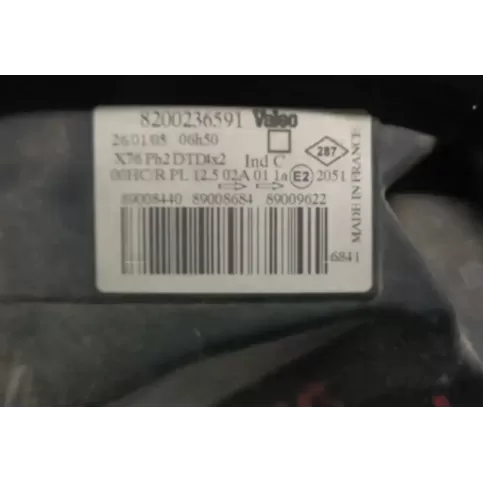 8200236591 Valeo
26/01/05 06h50
287
X76 Ph2 DTD4x2 Ind C
00HC/R PL 12.5 02A 01 1a E2 2051
89008440 89008684 89009622
6841
MADE IN FRANCE